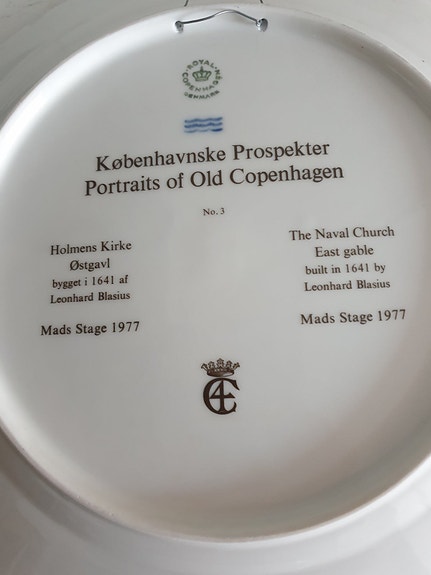 ROYAL
COPENHAGEN
DENMARK
Københavnske Prospekter
Portraits of Old Copenhagen
No. 3
Holmens Kirke
Østgavl
bygget i 1641 af
Leonhard Blasius
Mads Stage 1977
The Naval Church
East gable
built in 1641 by
Leonhard Blasius
Mads Stage 1977
C4